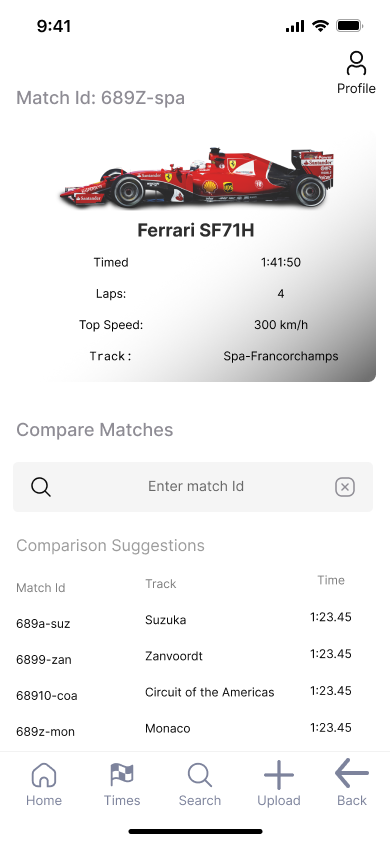 9:41
Profile
Match Id: 689Z-spa
Ferrari SF71H
Timed 1:41:50
Laps: 4
Top Speed: 300 km/h
Track: Spa-Francorchamps
Compare Matches
Enter match Id
Comparison Suggestions
Match Id Track Time
689a-suz Suzuka 1:23.45
6899-zan Zanvoordt 1:23.45
68910-coa Circuit of the Americas 1:23.45
689z-mon Monaco 1:23.45
Home Times Search Upload Back